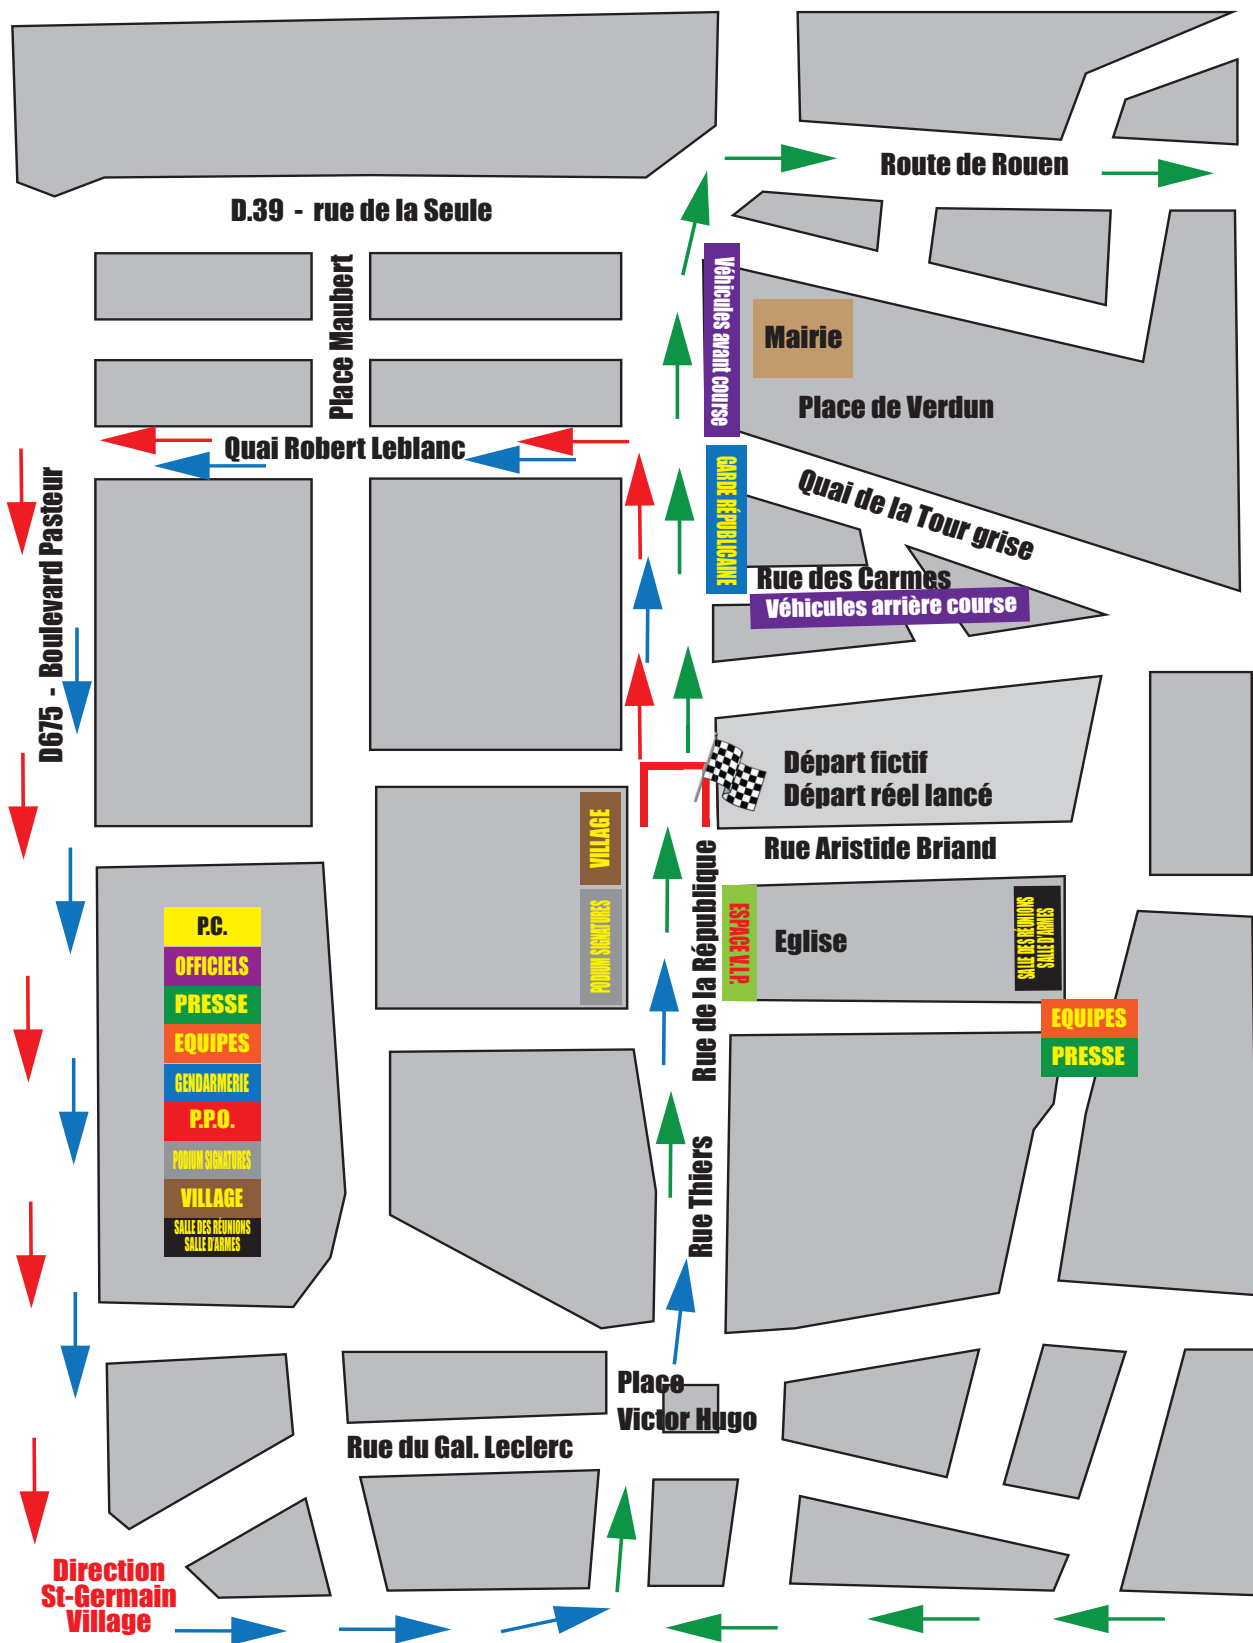 Route de Rouen
D.39 - rue de la Seule
Place Maubert
Véhicules avant course
Mairie
Place de Verdun
Quai Robert Leblanc
GARDE RÉPUBLICAINE
Quai de la Tour grise
D675 - Boulevard Pasteur
Rue des Carmes
Véhicules arrière course
Départ fictif
Départ réel lancé
VILLAGE
Rue Aristide Briand
PODIUM SIGNATURES
Rue de la République
ESPACE V.I.P.
Eglise
SALLE DES RÉUNIONS
SALLE D'ARMES
P.C.
OFFICIELS
PRESSE
EQUIPES
GENDARMERIE
P.P.O.
PODIUM SIGNATURES
VILLAGE
SALLE DES RÉUNIONS
SALLE D'ARMES
EQUIPES
PRESSE
Rue Thiers
Place
Victor Hugo
Rue du Gal. Leclerc
Direction
St-Germain
Village